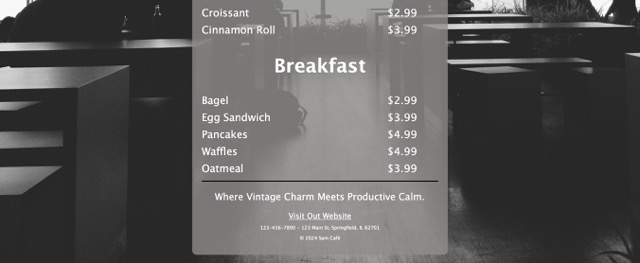 Croissant $2.99
Cinnamon Roll $3.99
Breakfast
Bagel $2.99
Egg Sandwich $3.99
Pancakes $4.99
Waffles $4.99
Oatmeal $3.99
Where Vintage Charm Meets Productive Calm.
Visit Out Website
123-456-7890 - 123 Main St. Springfield, IL 62701
© 2024 Sam Café